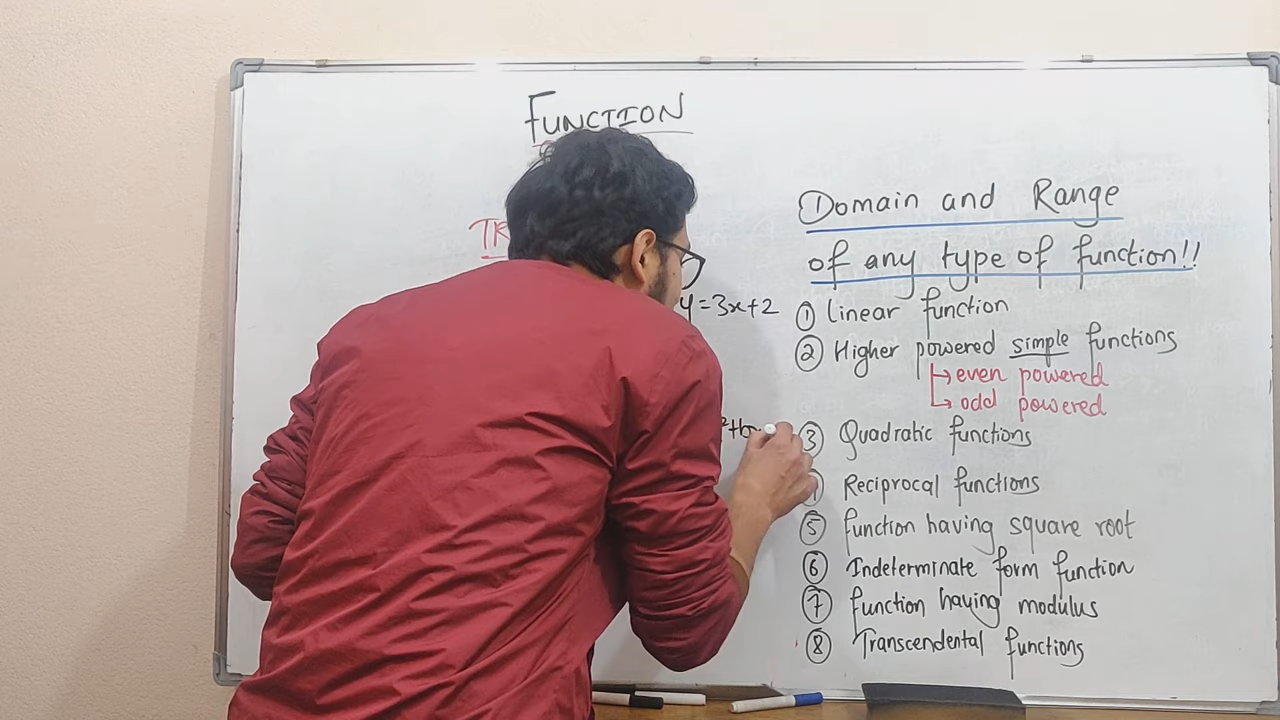 FUNCTION
TR
y = 3x+2
²+b
Domain and Range
of any type of function!!
① linear function
② Higher powered simple functions
↳ even powered
↳ odd powered
③ Quadratic functions
Reciprocal functions
⑤ function having square root
⑥ Indeterminate form function
⑦ function having modulus
⑧ Transcendental functions